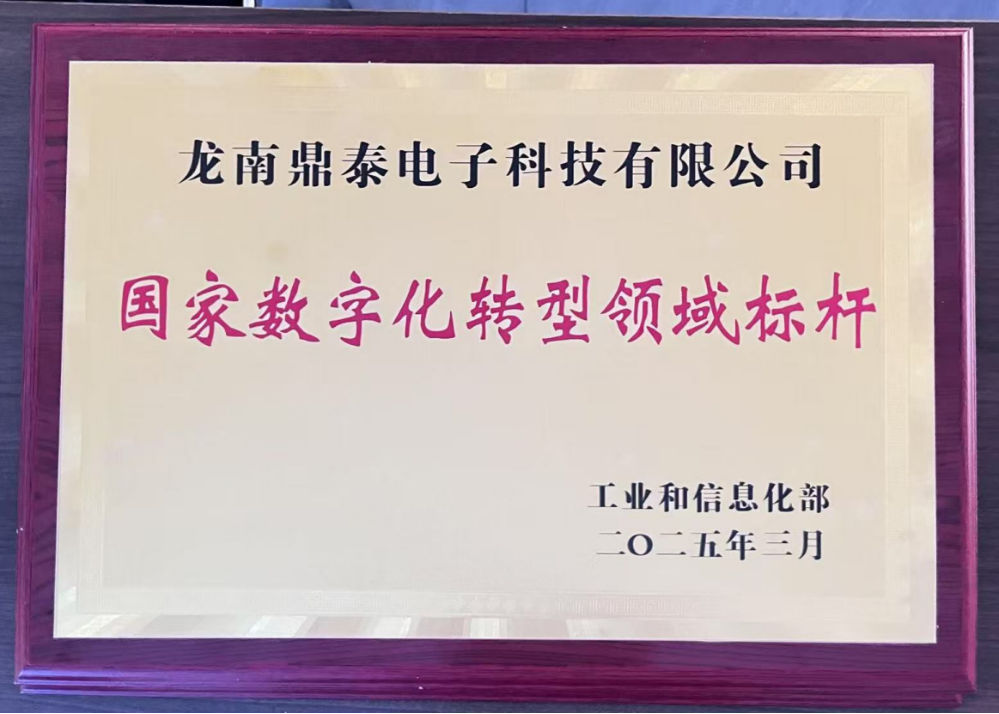 龙南鼎泰电子科技有限公司
国家数字化转型领域标杆
工业和信息化部
二〇二五年三月